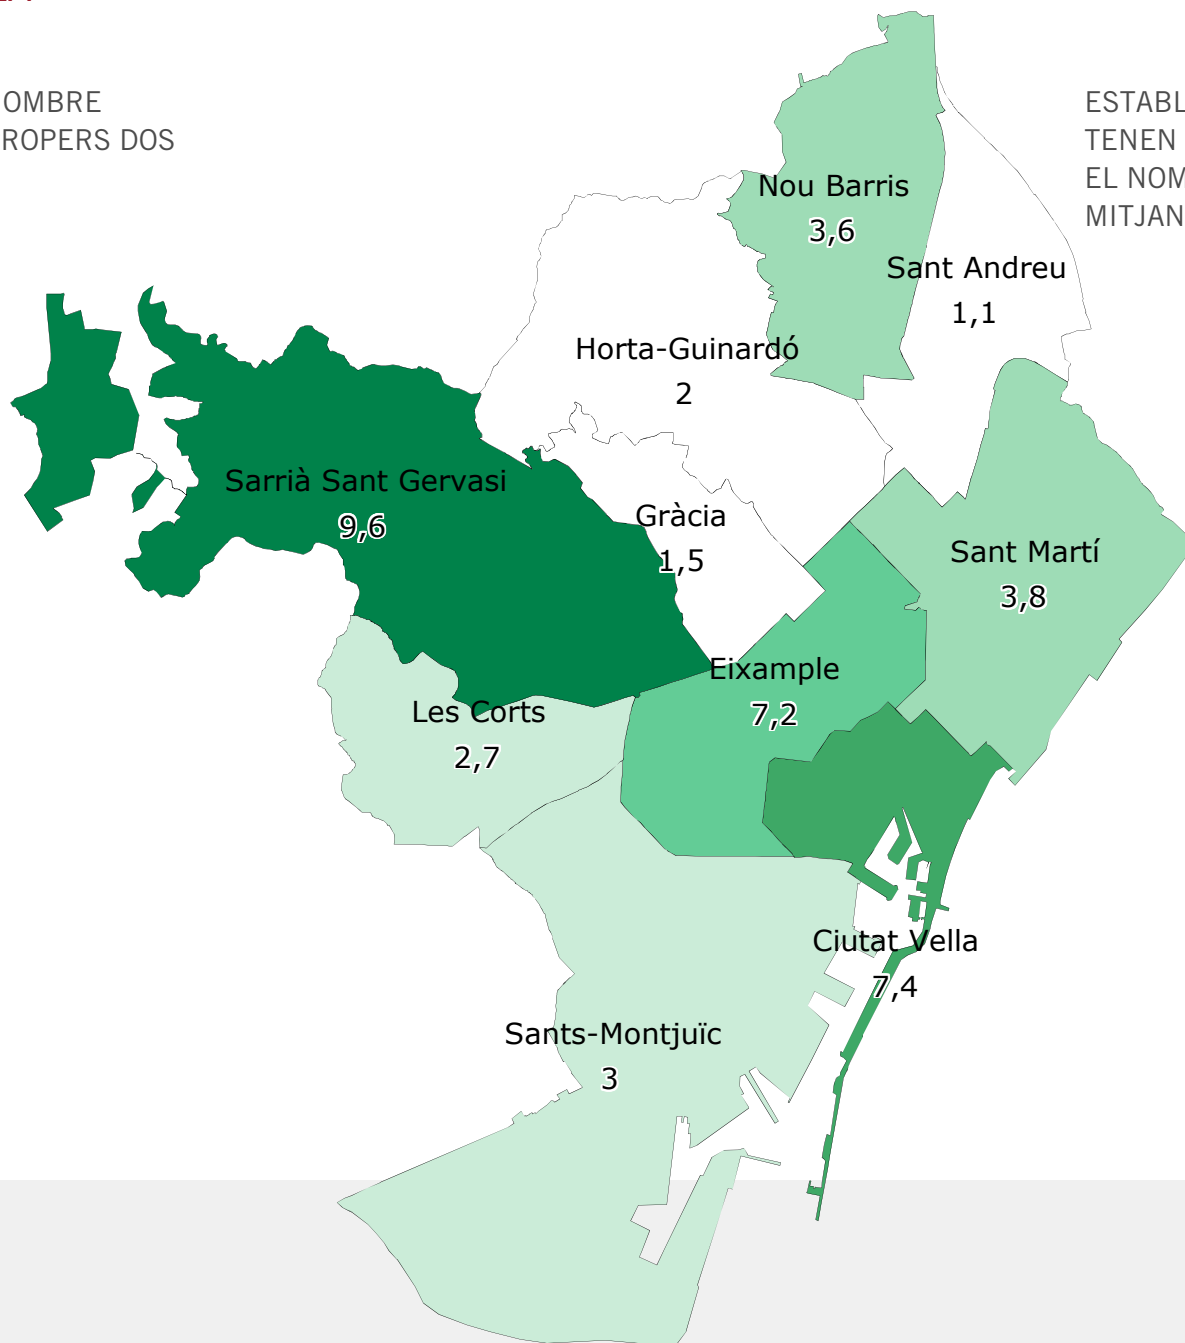 OMBRE
ROPERS DOS
ESTABL
TENEN
EL NOM
MITJAN
Nou Barris
3,6
Sant Andreu
1,1
Horta-Guinardó
2
Sarrià Sant Gervasi
9,6
Gràcia
1,5
Sant Martí
3,8
Eixample
7,2
Les Corts
2,7
Ciutat Vella
7,4
Sants-Montjuïc
3